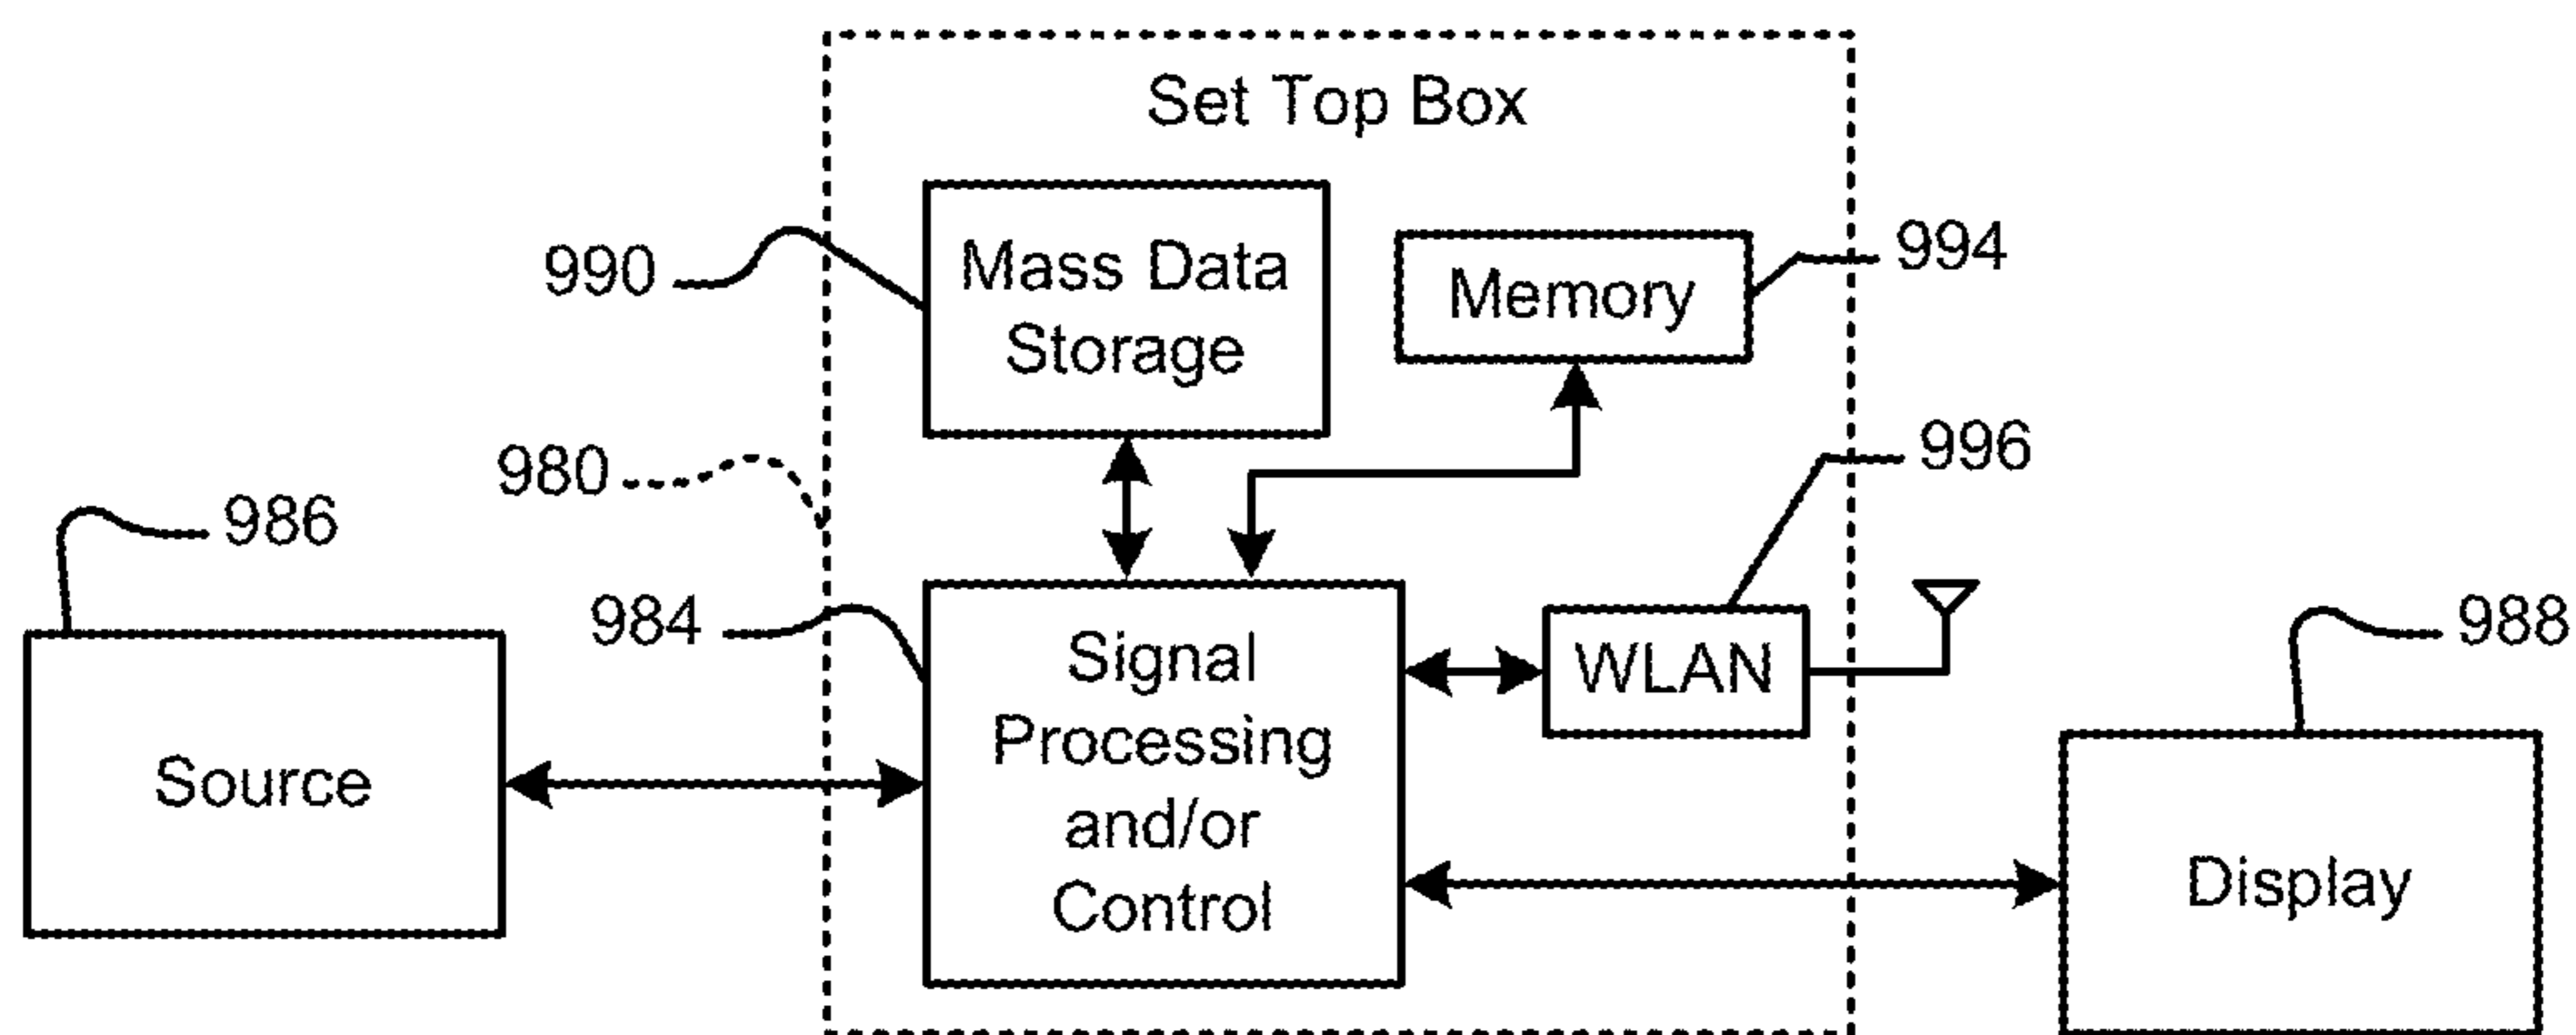 Set Top Box
990
Mass Data
Storage
Memory
994
980
996
986
984
Signal
Processing
and/or
Control
WLAN
988
Source
Display